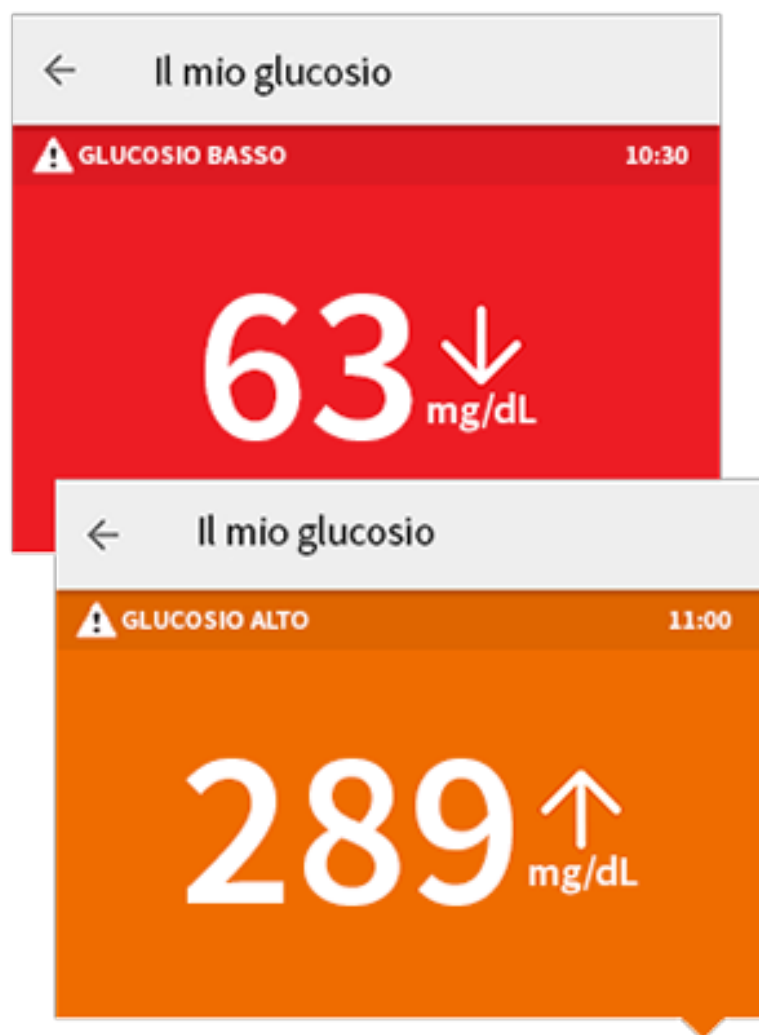 Il mio glucosio
GLUCOSIO BASSO 10:30
63 mg/dL
Il mio glucosio
GLUCOSIO ALTO 11:00
289 mg/dL